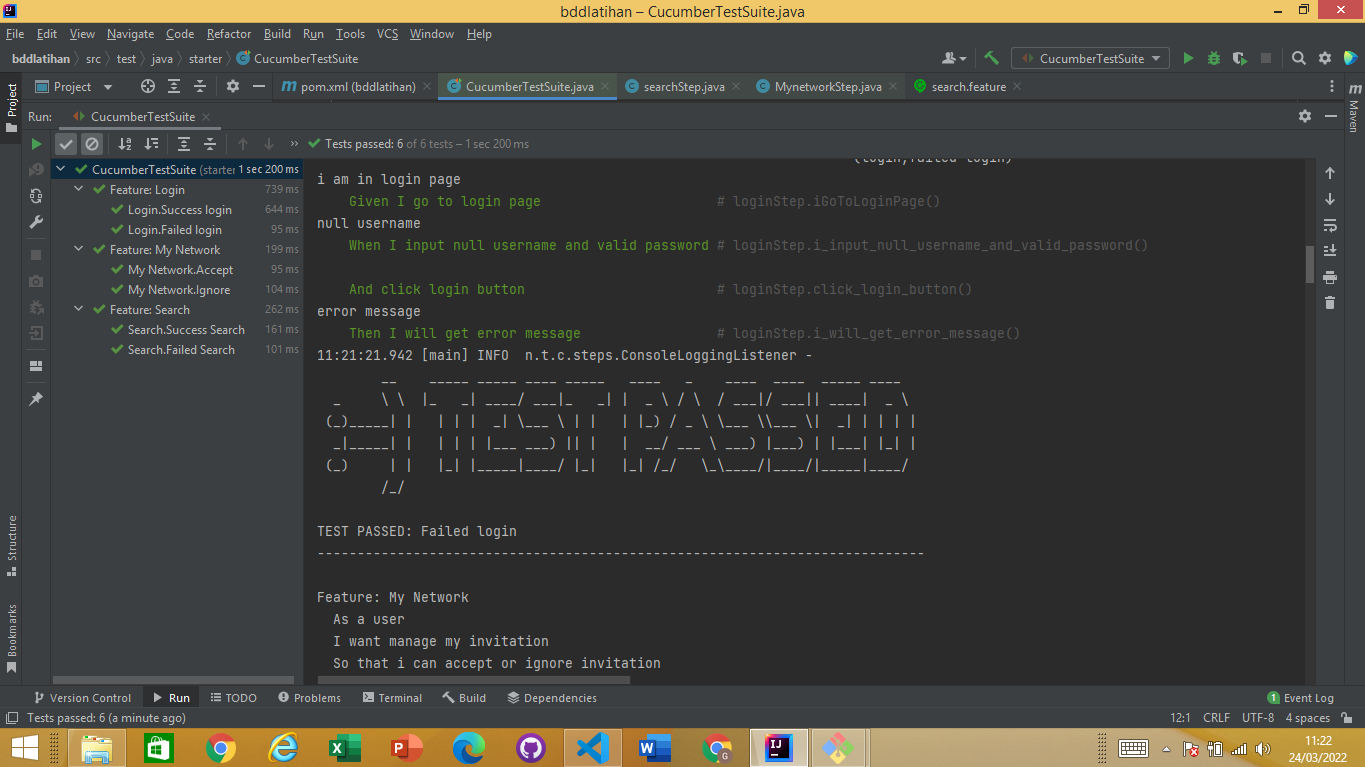 bddlatihan – CucumberTestSuite.java
File Edit View Navigate Code Refactor Build Run Tools VCS Window Help
bddlatihan src test java starter CucumberTestSuite
CucumberTestSuite
Project
pom.xml (bddlatihan) CucumberTestSuite.java searchStep.java MynetworkStep.java search.feature
Project
Maven
Run: CucumberTestSuite
Tests passed: 6 of 6 tests – 1 sec 200 ms
CucumberTestSuite (starter 1 sec 200 ms
Feature: Login 739 ms
Login.Success login 644 ms
Login.Failed login 95 ms
Feature: My Network 199 ms
My Network.Accept 95 ms
My Network.Ignore 104 ms
Feature: Search 262 ms
Search.Success Search 161 ms
Search.Failed Search 101 ms
(login;failed login)
i am in login page
Given I go to login page # loginStep.iGoToLoginPage()
null username
When I input null username and valid password # loginStep.i_input_null_username_and_valid_password()
And click login button # loginStep.click_login_button()
error message
Then I will get error message # loginStep.i_will_get_error_message()
11:21:21.942 [main] INFO n.t.c.steps.ConsoleLoggingListener -
TEST PASSED
TEST PASSED: Failed login
----------------------------------------------------------------------------
Feature: My Network
As a user
I want manage my invitation
So that i can accept or ignore invitation
Structure
Bookmarks
Version Control Run TODO Problems Terminal Build Dependencies 1 Event Log
Tests passed: 6 (a minute ago) 12:1 CRLF UTF-8 4 spaces
11:22
24/03/2022